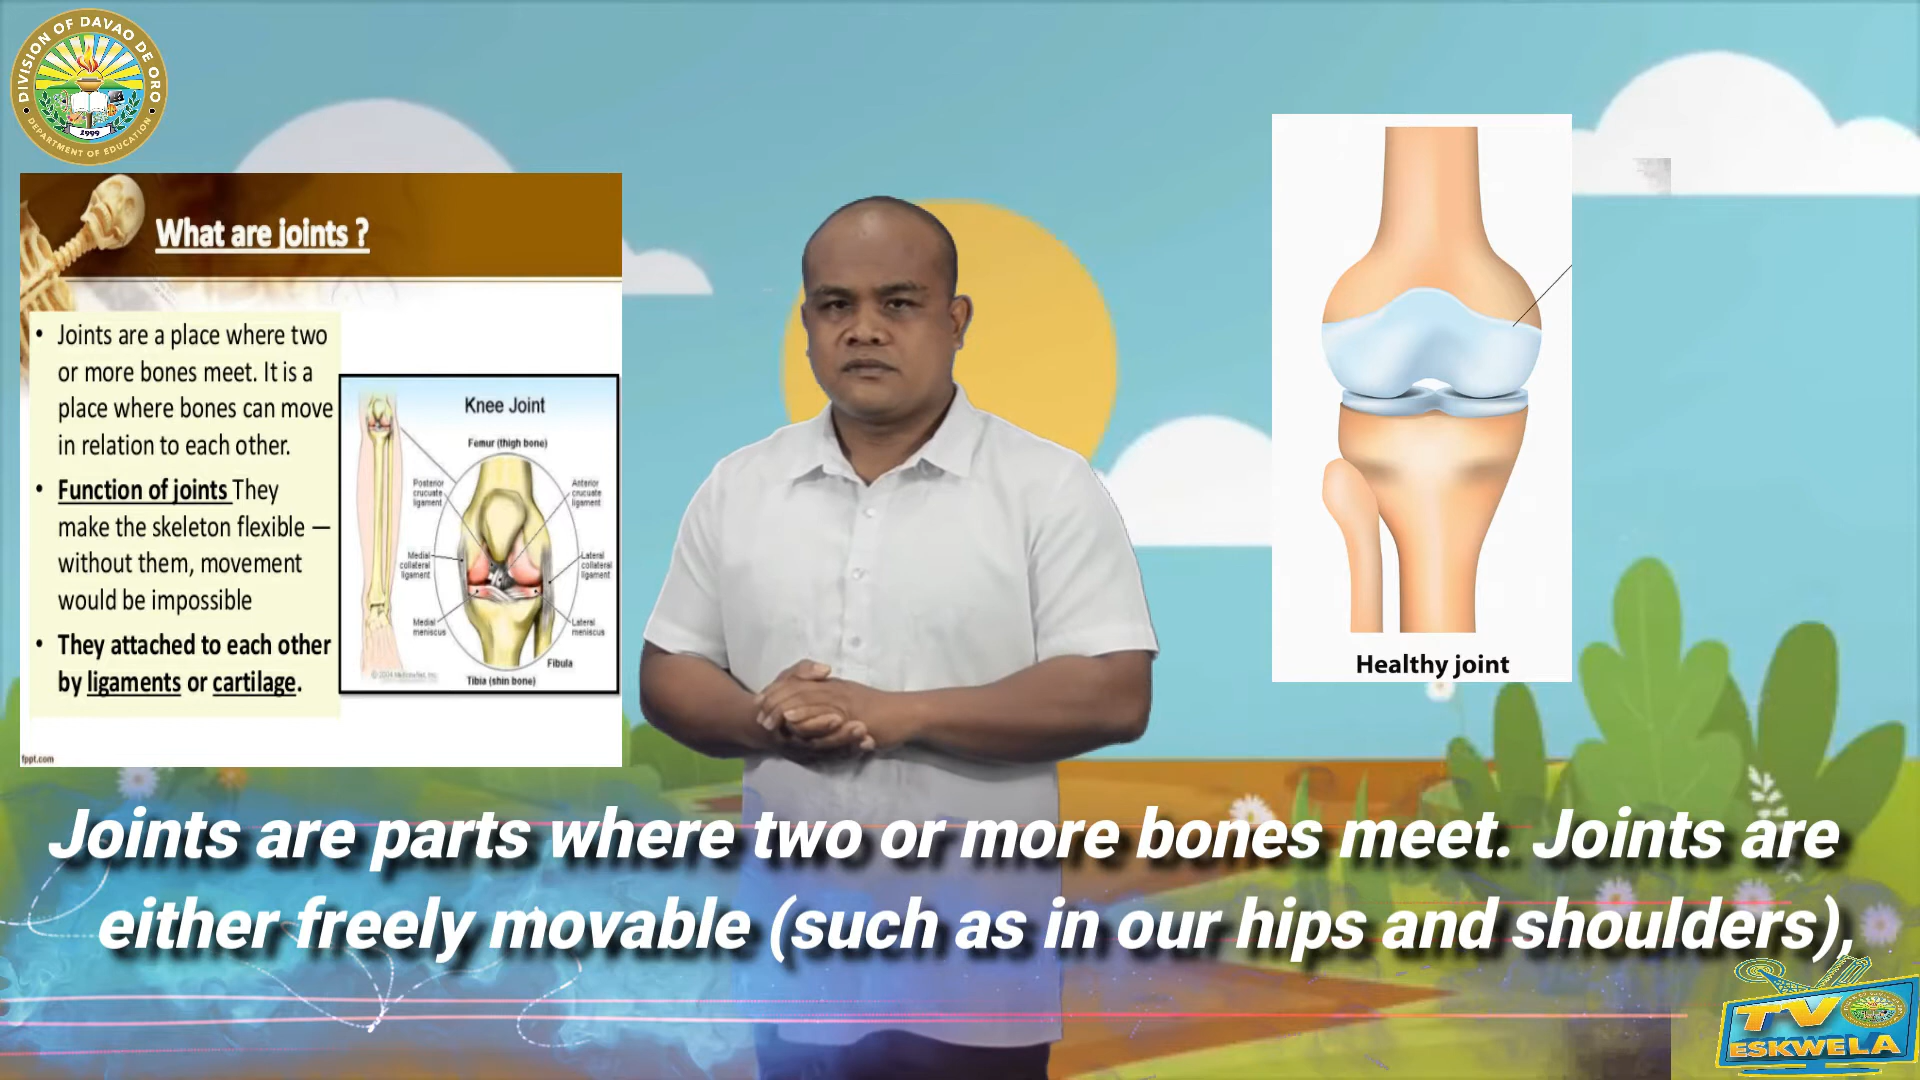 DIVISION OF DAVAO DE ORO
1999
DEPARTMENT OF EDUCATION
What are joints ?
• Joints are a place where two
or more bones meet. It is a
place where bones can move
in relation to each other.
• Function of joints They
make the skeleton flexible —
without them, movement
would be impossible
• They attached to each other
by ligaments or cartilage.
fppt.com
Knee Joint
Femur (thigh bone)
Posterior
cruciate
ligament
Anterior
cruciate
ligament
Medial
collateral
ligament
Lateral
collateral
ligament
Medial
meniscus
Lateral
meniscus
Fibula
Tibia (shin bone)
Healthy joint
Joints are parts where two or more bones meet. Joints are
either freely movable (such as in our hips and shoulders),
TV
ESKWELA